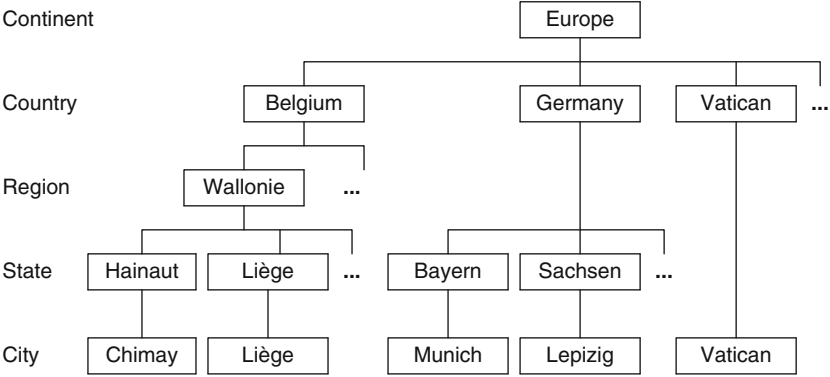 Continent Europe
Country Belgium Germany Vatican ...
Region Wallonie ...
State Hainaut Liège ... Bayern Sachsen ...
City Chimay Liège Munich Lepizig Vatican